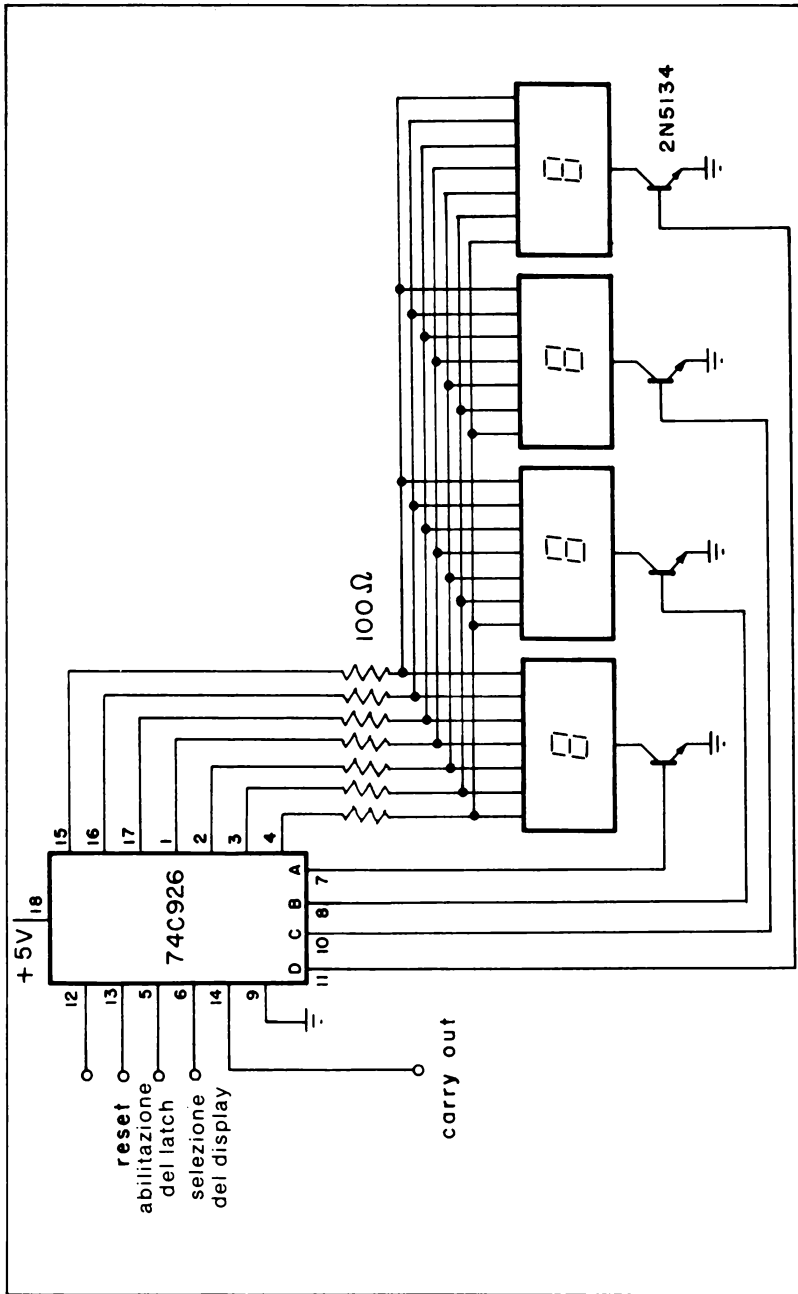 +5V
18
74C926
12
13
5
6
14
9
15
16
17
1
2
3
4
A
B
C
D
7
8
10
11
reset
abilitazione
del latch
selezione
del display
carry out
100Ω
2N5134